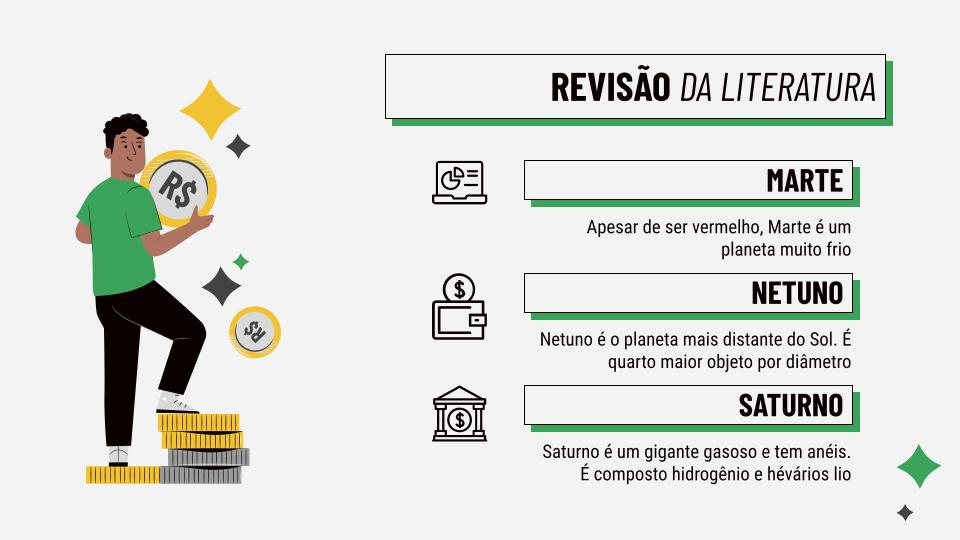 REVISÃO DA LITERATURA
R$
MARTE
Apesar de ser vermelho, Marte é um
planeta muito frio
$
NETUNO
Netuno é o planeta mais distante do Sol. É
quarto maior objeto por diâmetro
R$
$
SATURNO
Saturno é um gigante gasoso e tem anéis.
É composto hidrogênio e hévários lio